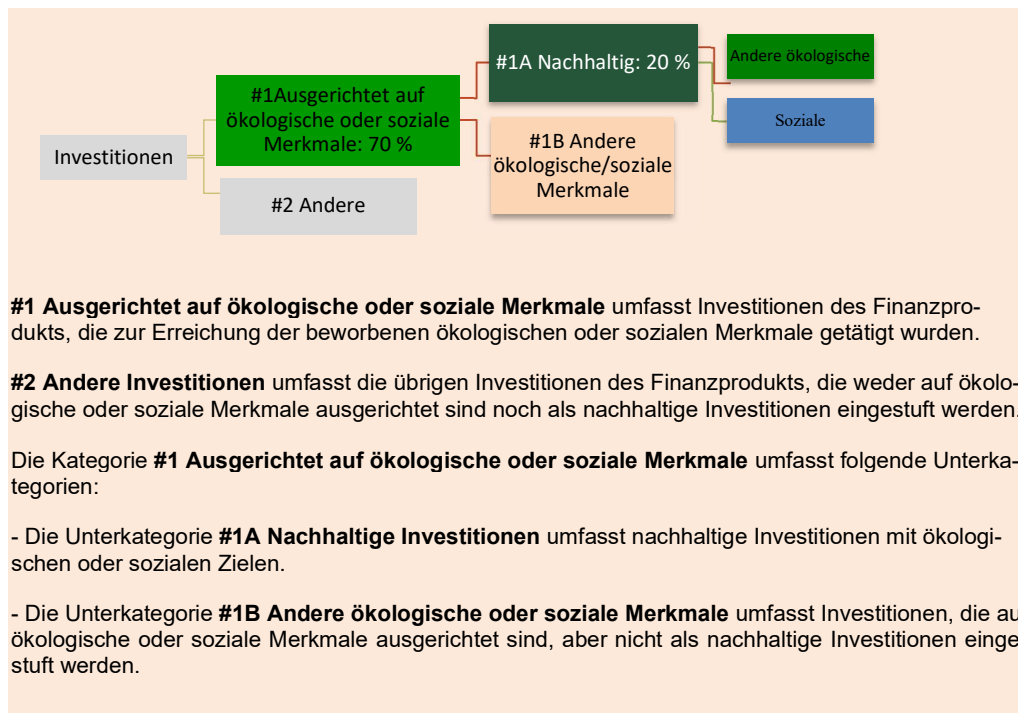 Investitionen
#1Ausgerichtet auf
ökologische oder soziale
Merkmale: 70 %
#2 Andere
#1A Nachhaltig: 20 %
#1B Andere
ökologische/soziale
Merkmale
Andere ökologische
Soziale
#1 Ausgerichtet auf ökologische oder soziale Merkmale umfasst Investitionen des Finanzpro-
dukts, die zur Erreichung der beworbenen ökologischen oder sozialen Merkmale getätigt wurden.
#2 Andere Investitionen umfasst die übrigen Investitionen des Finanzprodukts, die weder auf ökolo-
gische oder soziale Merkmale ausgerichtet sind noch als nachhaltige Investitionen eingestuft werden.
Die Kategorie #1 Ausgerichtet auf ökologische oder soziale Merkmale umfasst folgende Unterka-
tegorien:
- Die Unterkategorie #1A Nachhaltige Investitionen umfasst nachhaltige Investitionen mit ökologi-
schen oder sozialen Zielen.
- Die Unterkategorie #1B Andere ökologische oder soziale Merkmale umfasst Investitionen, die au
ökologische oder soziale Merkmale ausgerichtet sind, aber nicht als nachhaltige Investitionen einge
stuft werden.